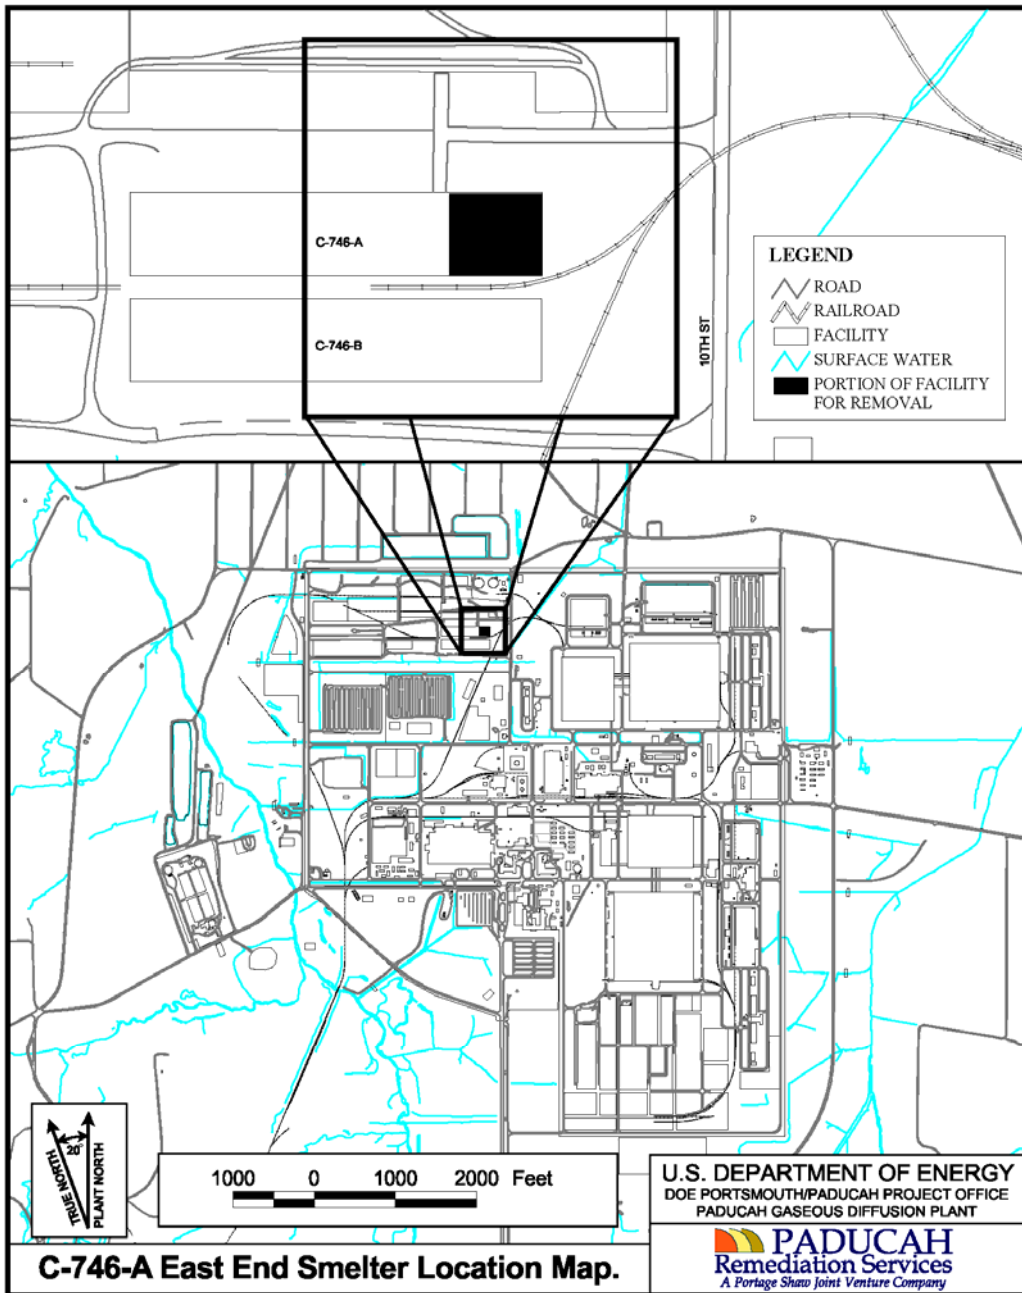 C-746-A
C-746-B
10TH ST
LEGEND
ROAD
RAILROAD
FACILITY
SURFACE WATER
PORTION OF FACILITY
FOR REMOVAL
TRUE NORTH
20°
PLANT NORTH
1000 0 1000 2000 Feet
U.S. DEPARTMENT OF ENERGY
DOE PORTSMOUTH/PADUCAH PROJECT OFFICE
PADUCAH GASEOUS DIFFUSION PLANT
PADUCAH
Remediation Services
A Portage Shaw Joint Venture Company
C-746-A East End Smelter Location Map.